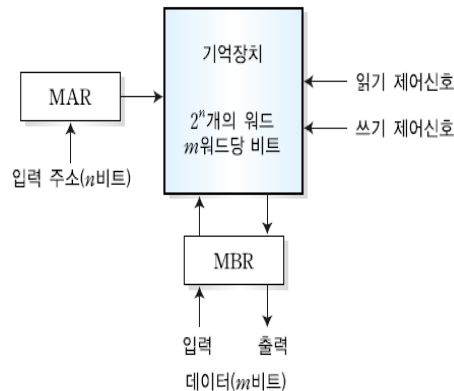 기억장치
MAR
읽기 제어신호
2ⁿ개의 워드
쓰기 제어신호
m워드당 비트
입력 주소(n비트)
MBR
입력
출력
데이터(m비트)